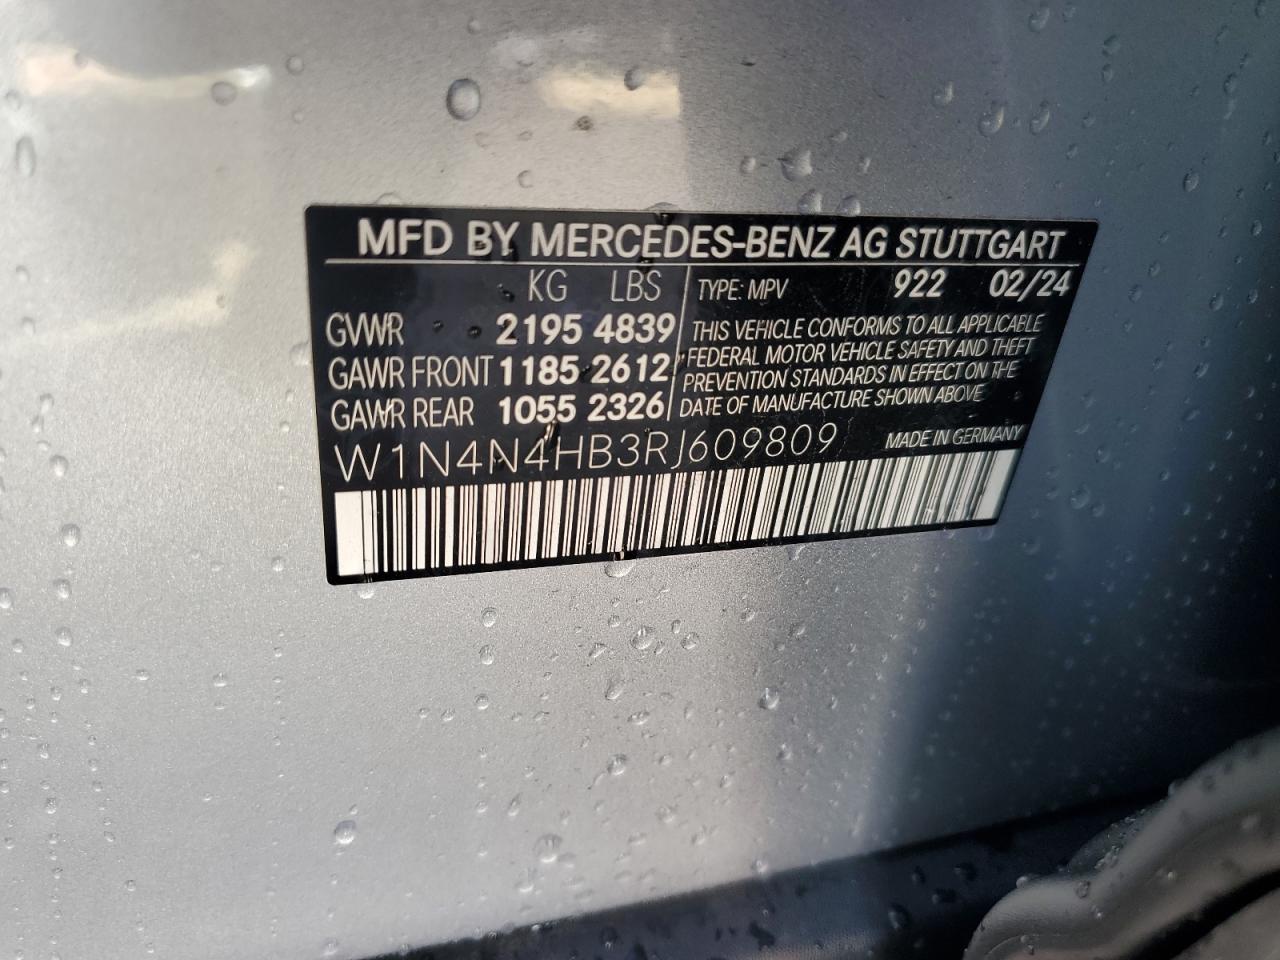 MFD BY MERCEDES-BENZ AG STUTTGART
KG LBS
GVWR 2195 4839
GAWR FRONT 1185 2612
GAWR REAR 1055 2326
TYPE: MPV 922 02/24
THIS VEHICLE CONFORMS TO ALL APPLICABLE
FEDERAL MOTOR VEHICLE SAFETY AND THEFT
PREVENTION STANDARDS IN EFFECT ON THE
DATE OF MANUFACTURE SHOWN ABOVE
W1N4N4HB3RJ609809 MADE IN GERMANY